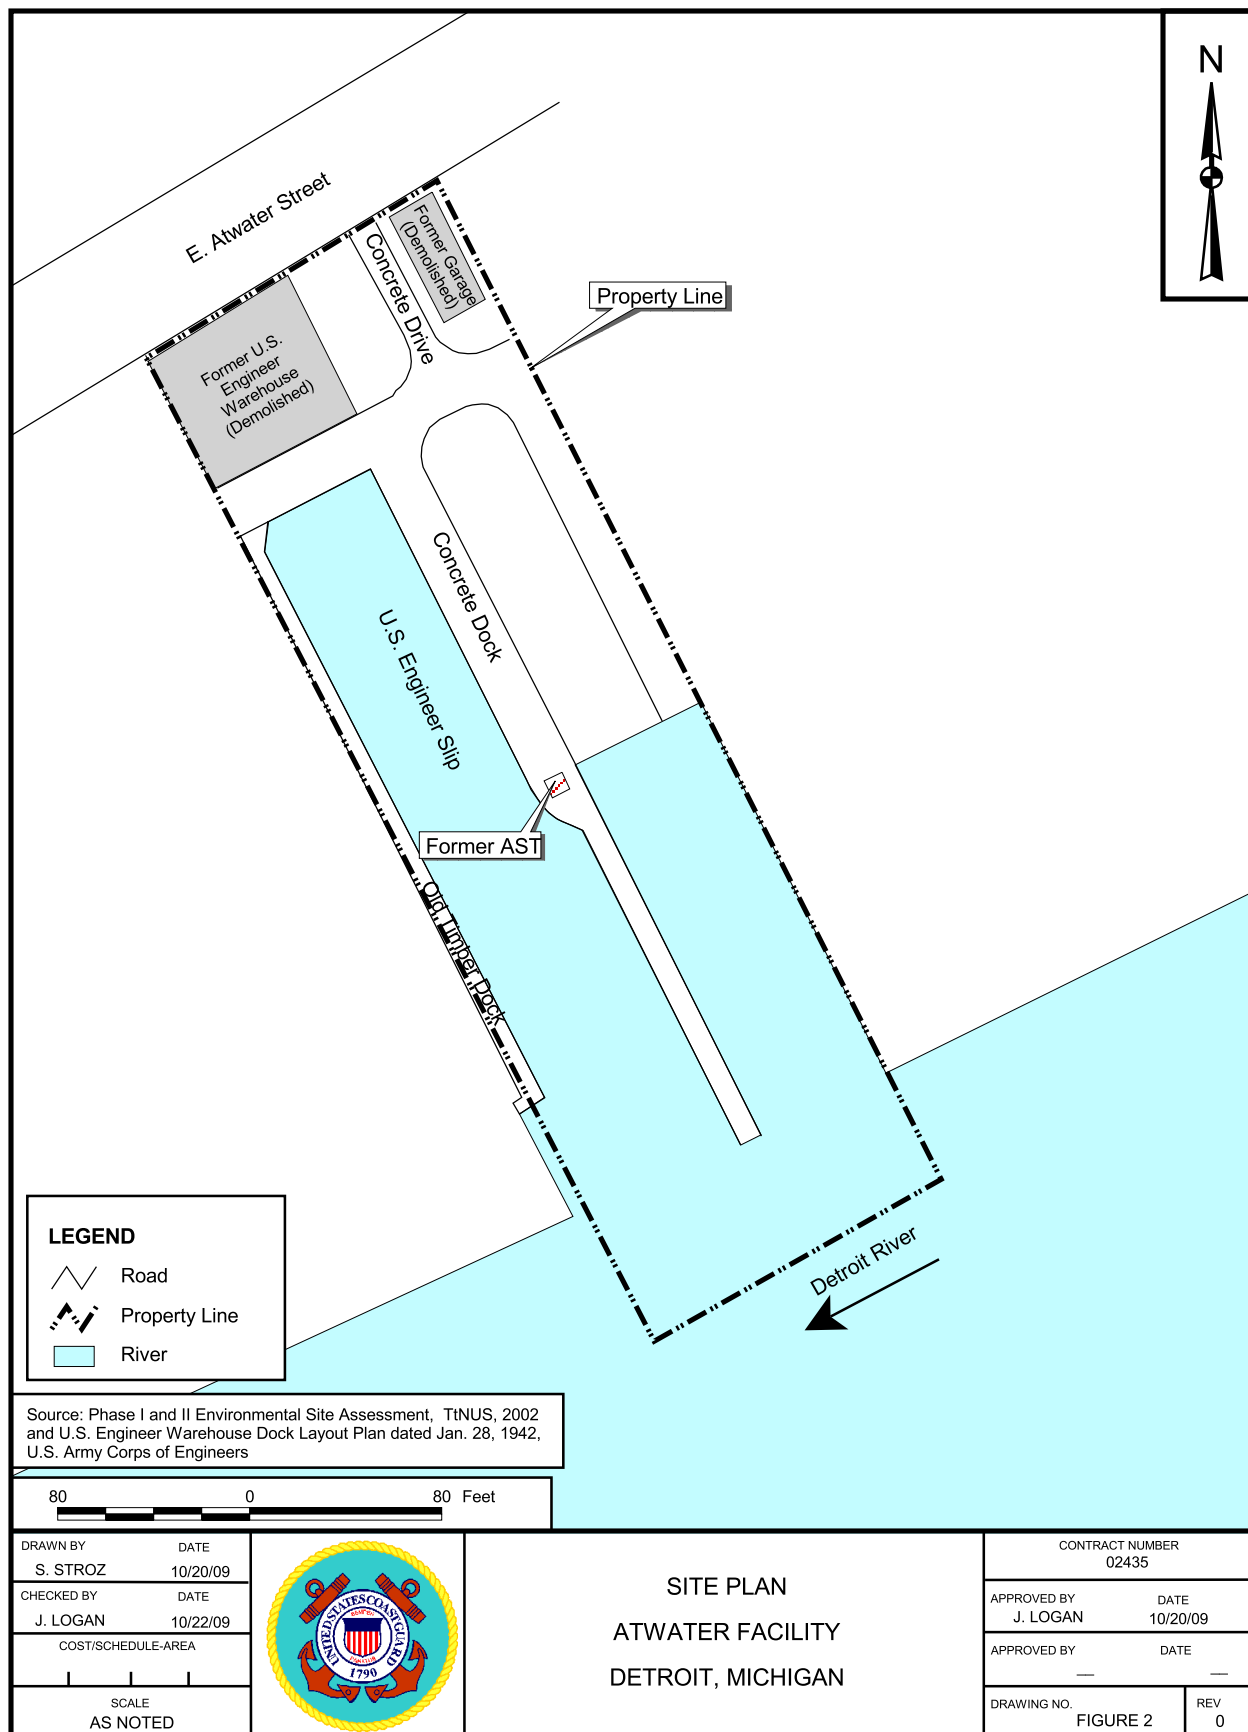 N
E. Atwater Street
Former Garage
(Demolished)
Concrete Drive
Property Line
Former U.S.
Engineer
Warehouse
(Demolished)
Concrete Dock
U.S. Engineer Slip
Former AST
Old Timber Dock
Detroit River
LEGEND
Road
Property Line
River
Source: Phase I and II Environmental Site Assessment, TtNUS, 2002
and U.S. Engineer Warehouse Dock Layout Plan dated Jan. 28, 1942,
U.S. Army Corps of Engineers
80 0 80 Feet
DRAWN BY DATE
S. STROZ 10/20/09
CHECKED BY DATE
J. LOGAN 10/22/09
COST/SCHEDULE-AREA
SCALE
AS NOTED
UNITED STATES COAST GUARD
1790
SITE PLAN
ATWATER FACILITY
DETROIT, MICHIGAN
CONTRACT NUMBER
02435
APPROVED BY DATE
J. LOGAN 10/20/09
APPROVED BY DATE
__ __
DRAWING NO. REV
FIGURE 2 0